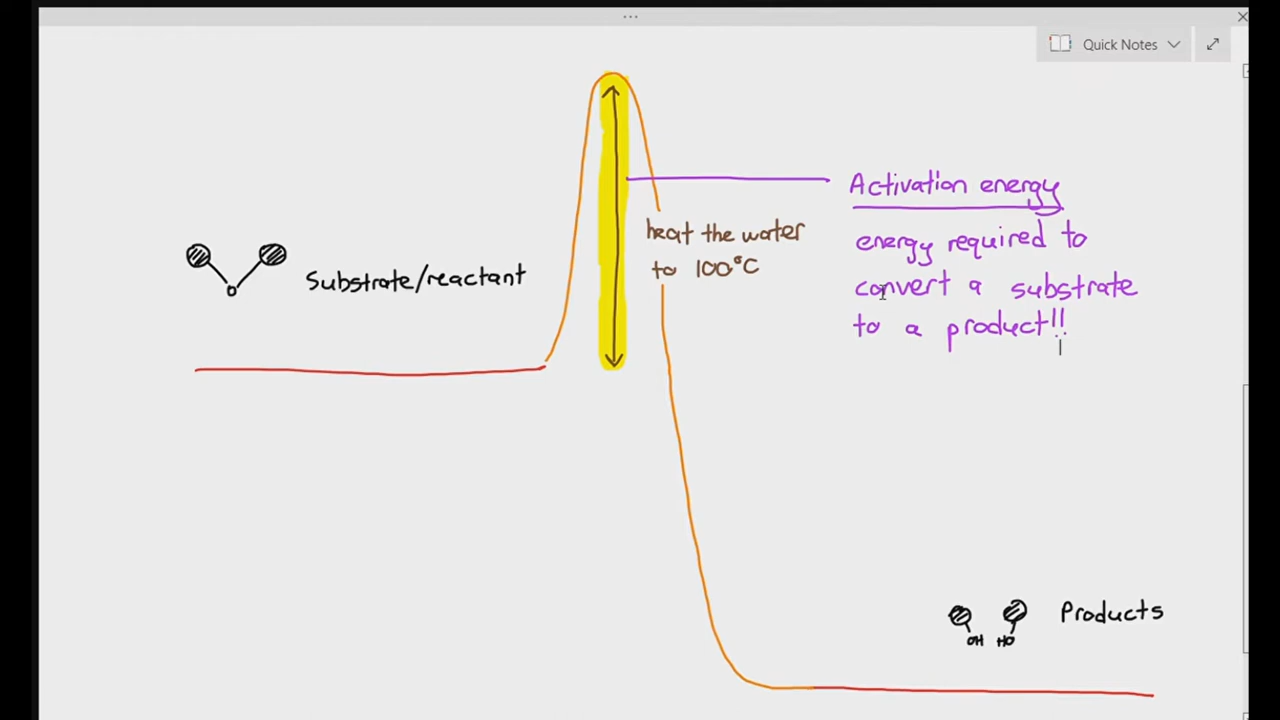 Quick Notes
Activation energy
energy required to
convert a substrate
to a product!!
heat the water
to 100°C
O
Substrate/reactant
Products
OH HO